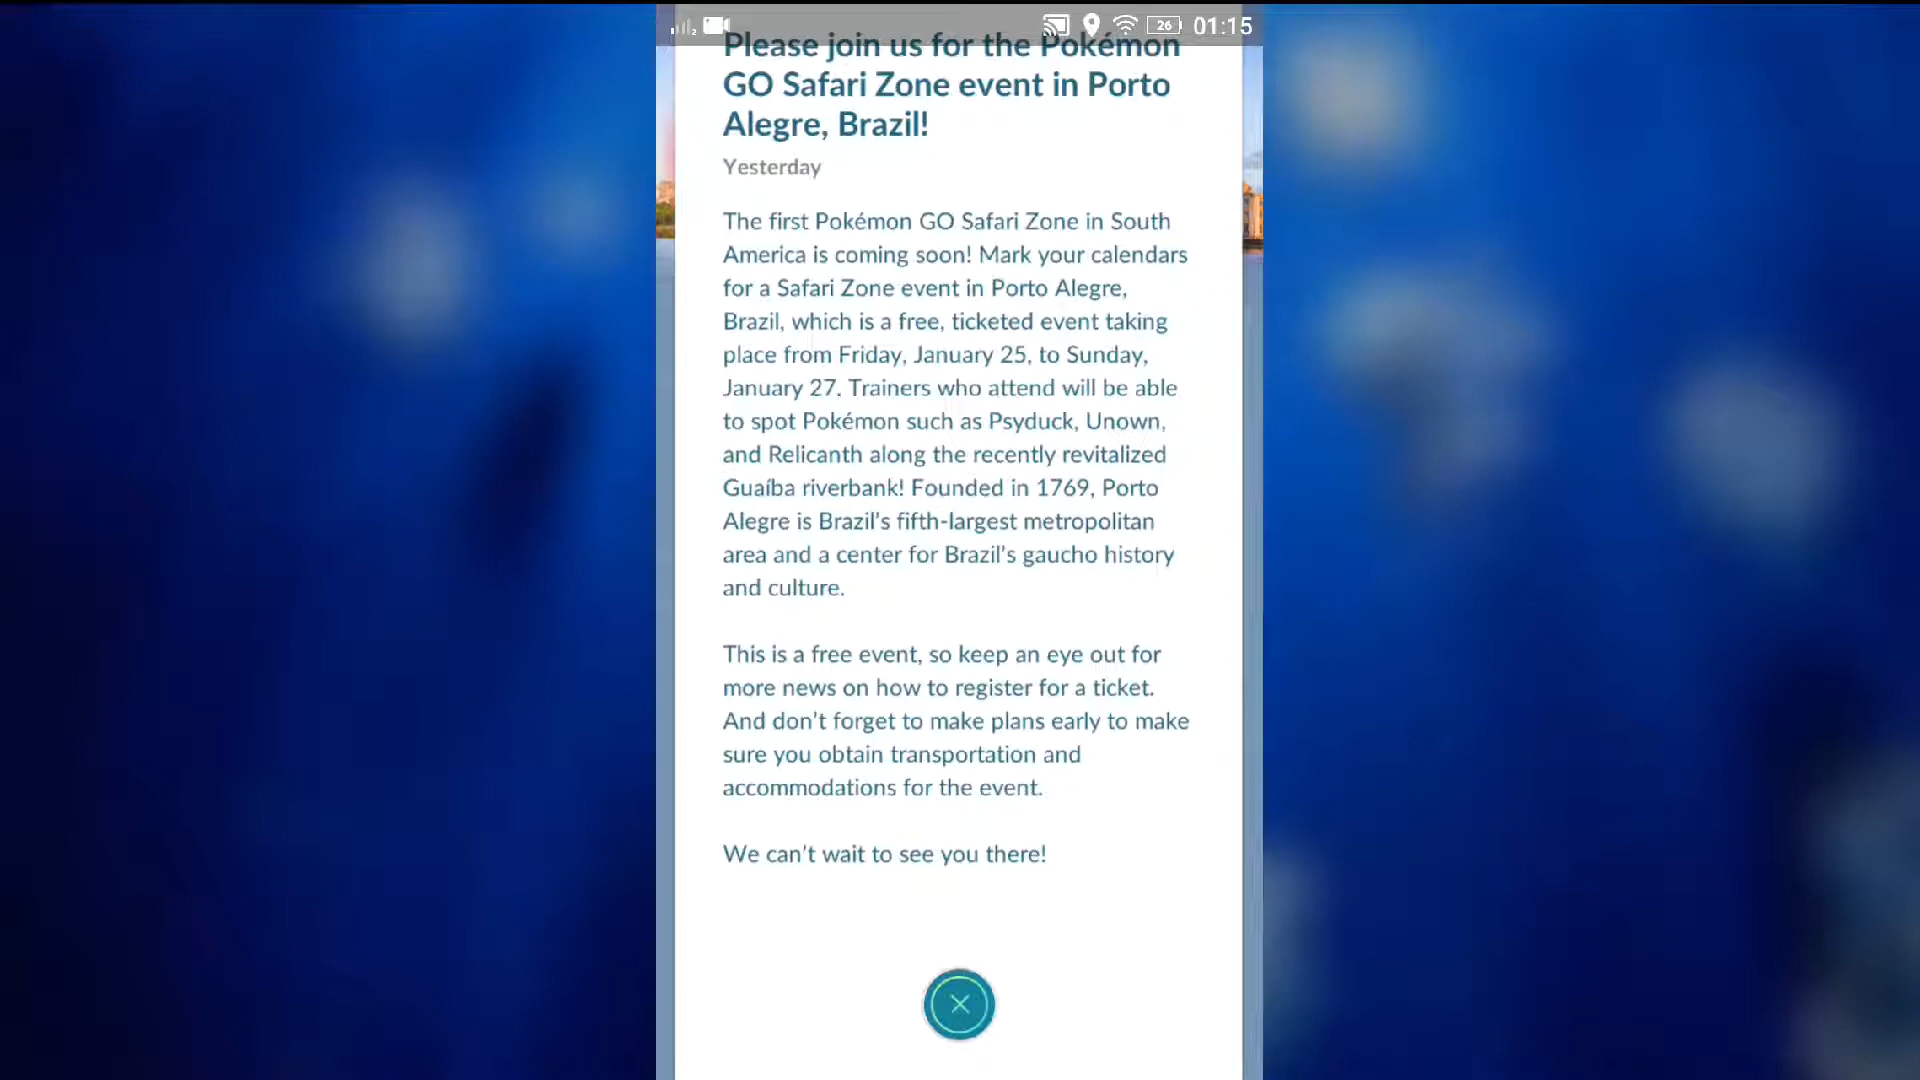 26 01:15
Please join us for the Pokémon
GO Safari Zone event in Porto
Alegre, Brazil!
Yesterday
The first Pokémon GO Safari Zone in South
America is coming soon! Mark your calendars
for a Safari Zone event in Porto Alegre,
Brazil, which is a free, ticketed event taking
place from Friday, January 25, to Sunday,
January 27. Trainers who attend will be able
to spot Pokémon such as Psyduck, Unown,
and Relicanth along the recently revitalized
Guaíba riverbank! Founded in 1769, Porto
Alegre is Brazil's fifth-largest metropolitan
area and a center for Brazil's gaucho history
and culture.
This is a free event, so keep an eye out for
more news on how to register for a ticket.
And don't forget to make plans early to make
sure you obtain transportation and
accommodations for the event.
We can't wait to see you there!